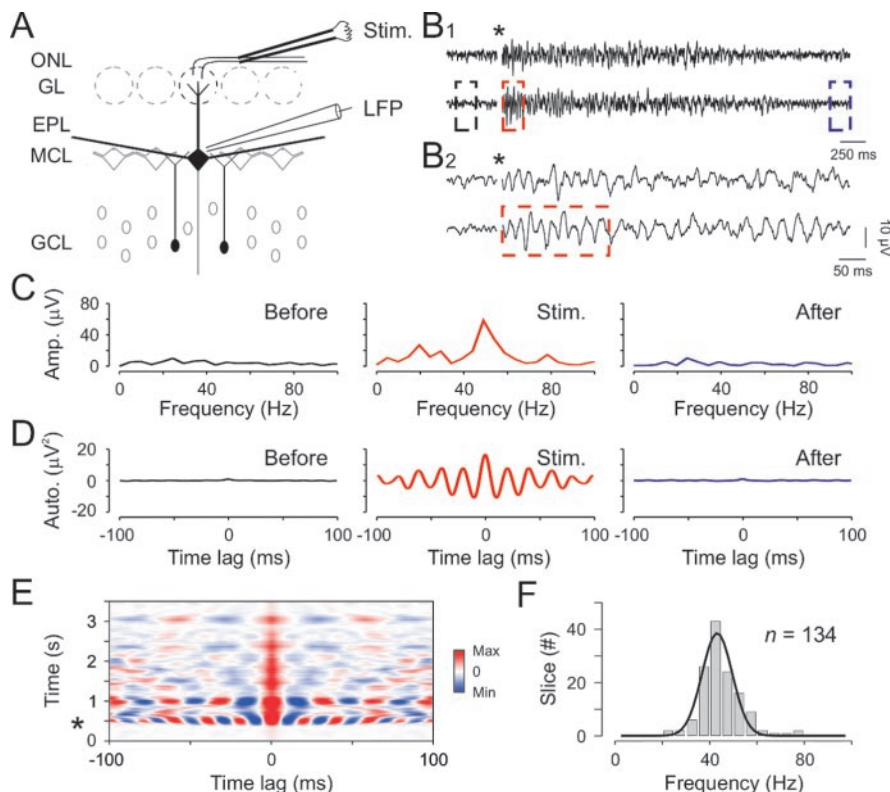 A
Stim.
ONL
GL
LFP
EPL
MCL
GCL
B1
*
250 ms
B2
*
10 µV
50 ms
C
Amp. (µV)
80
40
0
Before
Stim.
After
0 40 80
0 40 80
0 40 80
Frequency (Hz)
Frequency (Hz)
Frequency (Hz)
D
Auto. (µV²)
20
0
-20
Before
Stim.
After
-100 0 100
-100 0 100
-100 0 100
Time lag (ms)
Time lag (ms)
Time lag (ms)
E
Time (s)
3
2
1
0
*
Max
0
Min
-100 0 100
Time lag (ms)
F
Slice (#)
40
20
0
n = 134
0 40 80
Frequency (Hz)